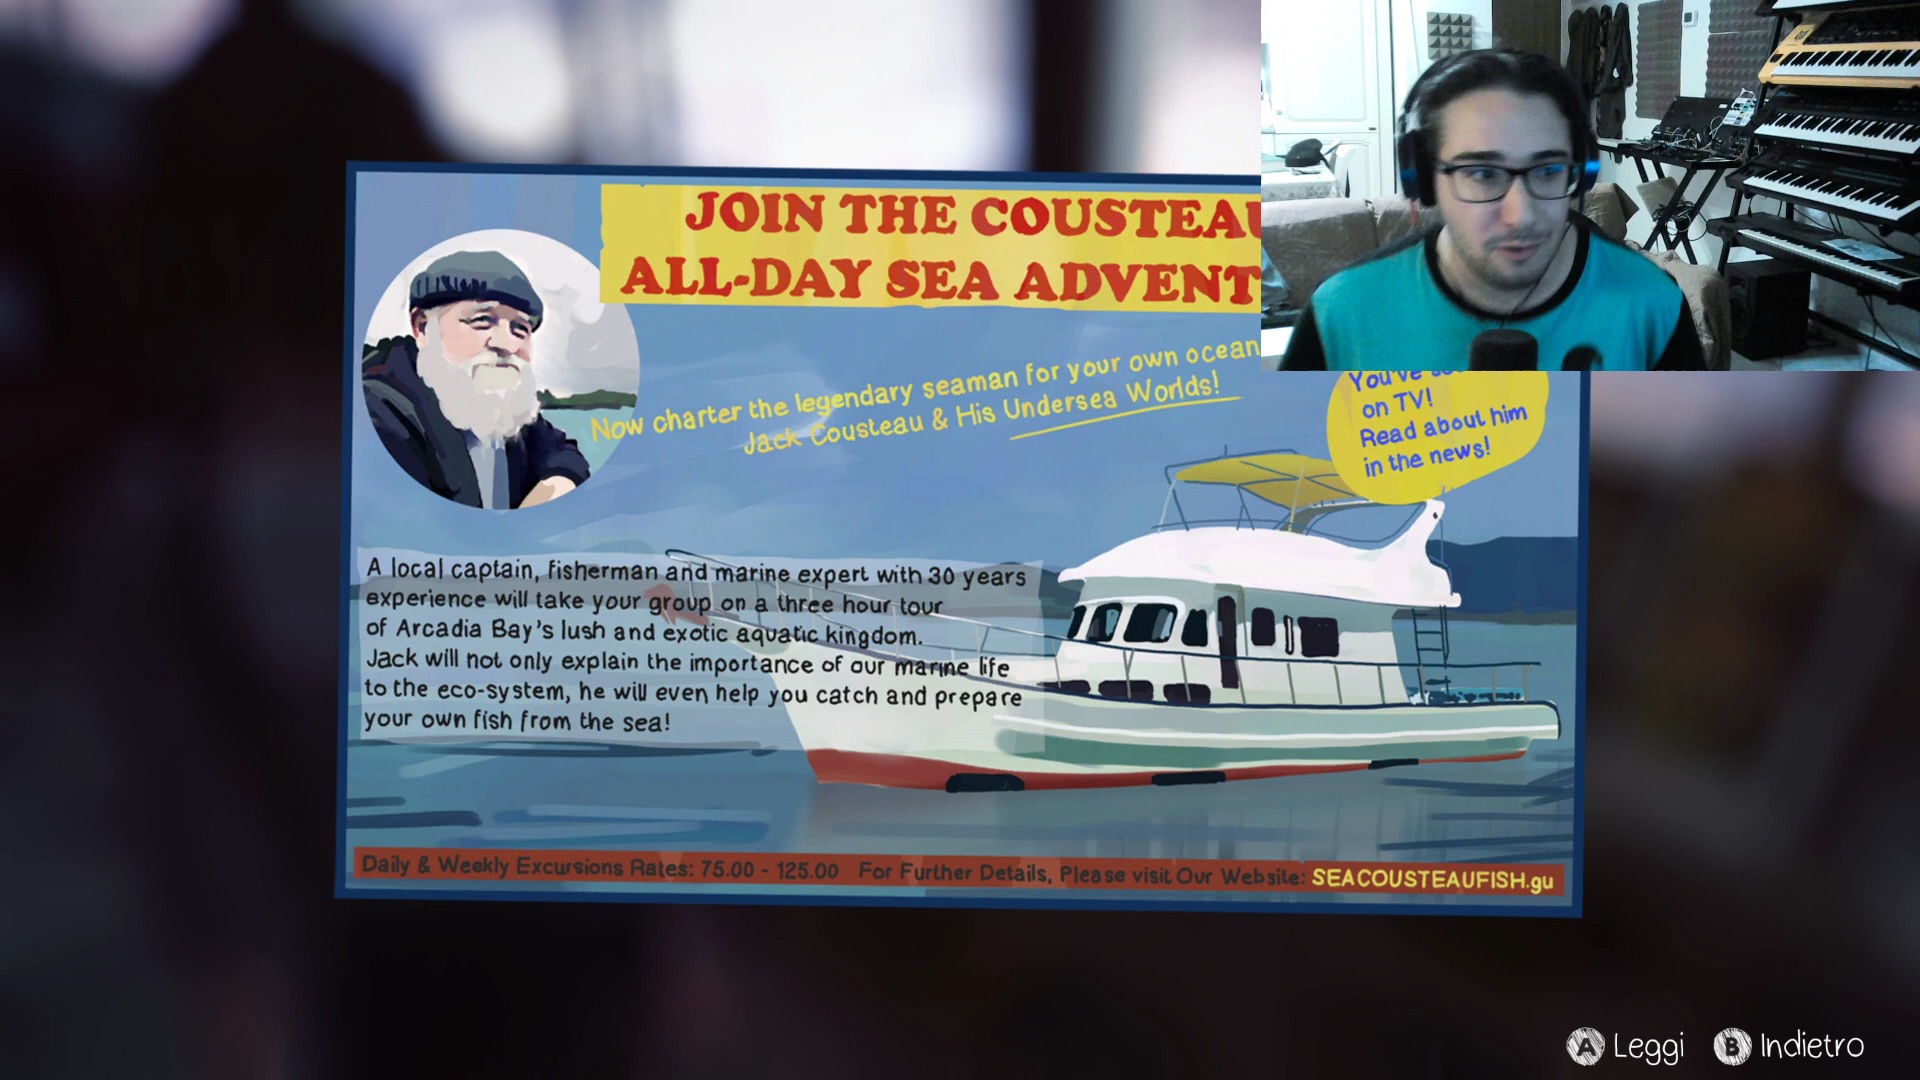 JOIN THE COUSTEAU
ALL-DAY SEA ADVENT
Now charter the legendary seaman for your own ocean
Jack Cousteau & His Undersea Worlds!
You've
on TV!
Read about him
in the news!
A local captain, fisherman and marine expert with 30 years
experience will take your group on a three hour tour
of Arcadia Bay's lush and exotic aquatic kingdom.
Jack will not only explain the importance of our marine life
to the eco-system, he will even help you catch and prepare
your own fish from the sea!
Daily & Weekly Excursions Rates: 75.00 - 125.00 For Further Details, Please visit Our Website: SEACOUSTEAUFISH.gu
A Leggi B Indietro